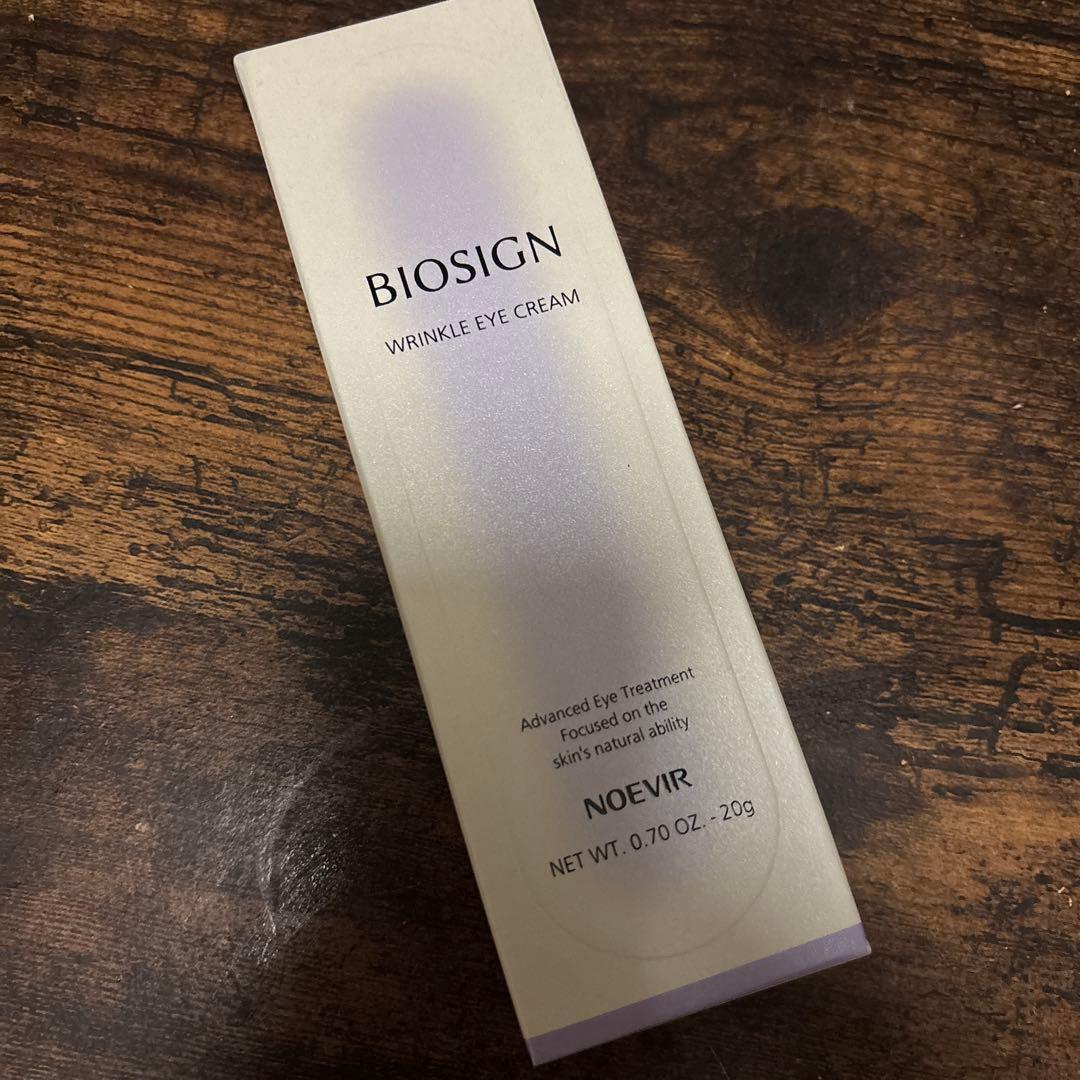 BIOSIGN
WRINKLE EYE CREAM
Advanced Eye Treatment
Focused on the
skin's natural ability
NOEVIR
NET WT. 0.70 OZ. - 20g